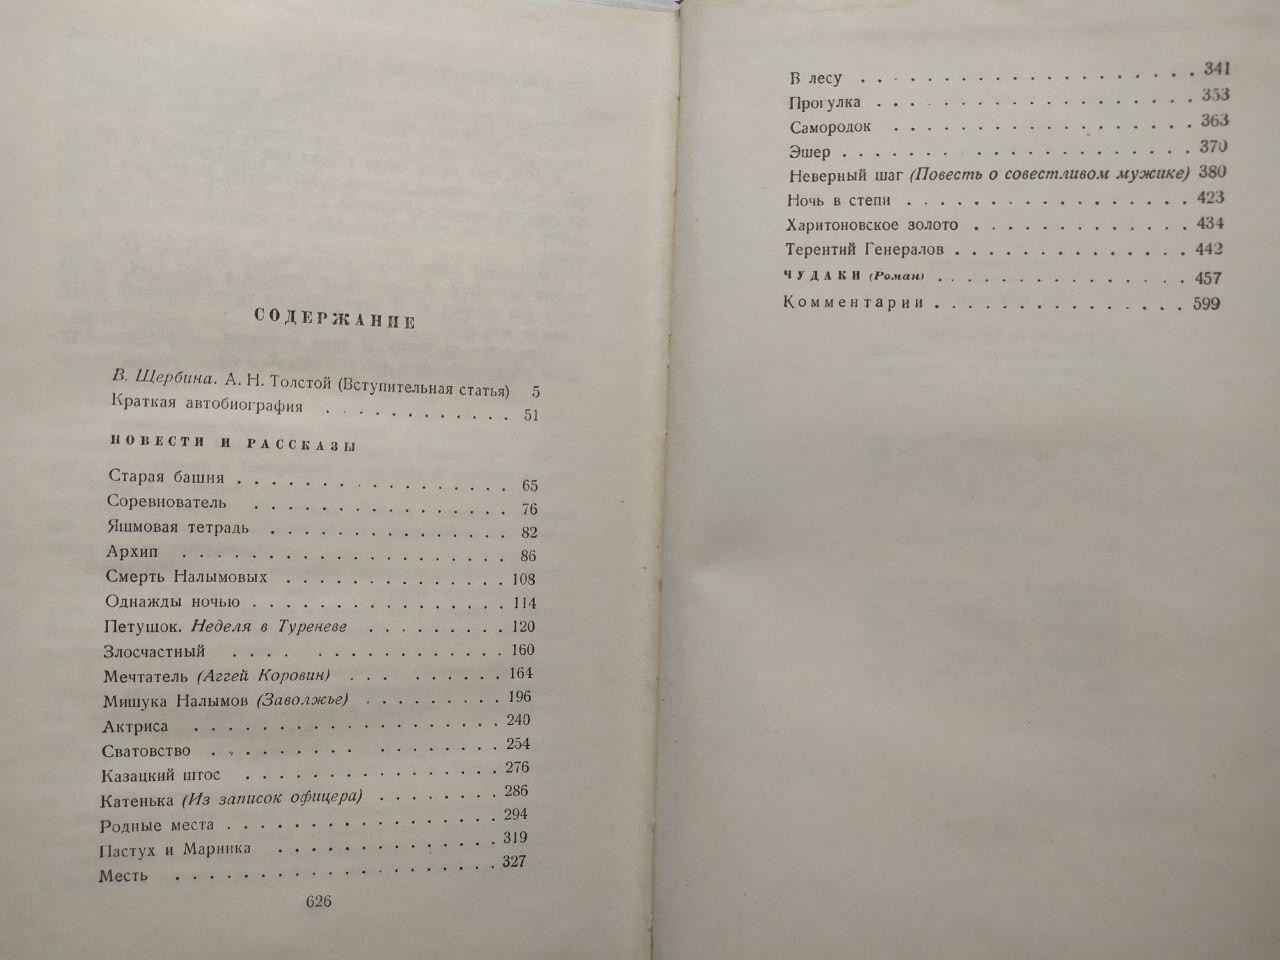 СОДЕРЖАНИЕ
В. Щербина. А. Н. Толстой (Вступительная статья) 5
Краткая автобиография . . . . . . . . . . . 51
ПОВЕСТИ И РАССКАЗЫ
Старая башня . . . . . . . . . . . . . . . . 65
Соревнователь . . . . . . . . . . . . . . . 76
Яшмовая тетрадь . . . . . . . . . . . . . . 82
Архип . . . . . . . . . . . . . . . . . . . 86
Смерть Налымовых . . . . . . . . . . . . . 108
Однажды ночью . . . . . . . . . . . . . . . 114
Петушок. Неделя в Туреневе . . . . . . . . . 120
Злосчастный . . . . . . . . . . . . . . . 160
Мечтатель (Аггей Коровин) . . . . . . . . . 164
Мишука Налымов (Заволжье) . . . . . . . . . 196
Актриса . . . . . . . . . . . . . . . . . . 240
Сватовство . . . . . . . . . . . . . . . . 254
Казацкий штос . . . . . . . . . . . . . . . 276
Катенька (Из записок офицера) . . . . . . . . 286
Родные места . . . . . . . . . . . . . . . . 294
Пастух и Маринка . . . . . . . . . . . . . 319
Месть . . . . . . . . . . . . . . . . . . . 327
626
В лесу . . . . . . . . . . . . . . . . . . . . 341
Прогулка . . . . . . . . . . . . . . . . . . . 353
Самородок . . . . . . . . . . . . . . . . . . 363
Эшер . . . . . . . . . . . . . . . . . . . . 370
Неверный шаг (Повесть о совестливом мужике) 380
Ночь в степи . . . . . . . . . . . . . . . . . 423
Харитоновское золото . . . . . . . . . . . . . 434
Терентий Генералов . . . . . . . . . . . . . . 442
ЧУДАКИ (Роман) . . . . . . . . . . . . . . . 457
Комментарии . . . . . . . . . . . . . . . 599